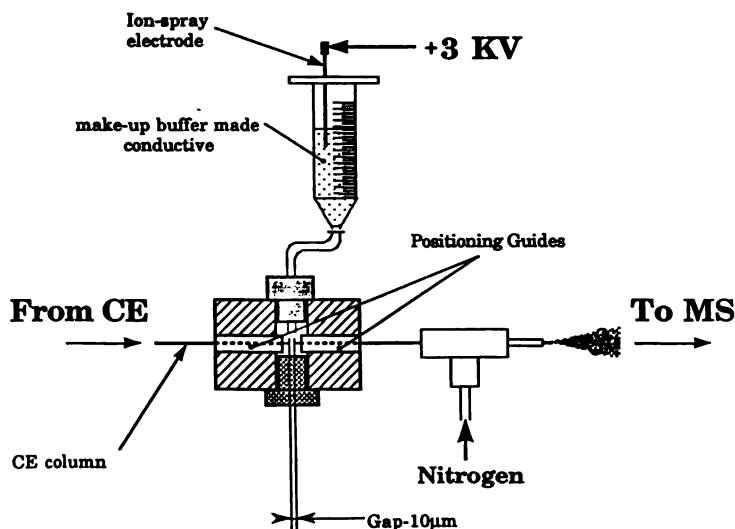 Ion-spray
electrode
+3 KV
make-up buffer made
conductive
Positioning Guides
From CE
To MS
CE column
Nitrogen
Gap-10μm